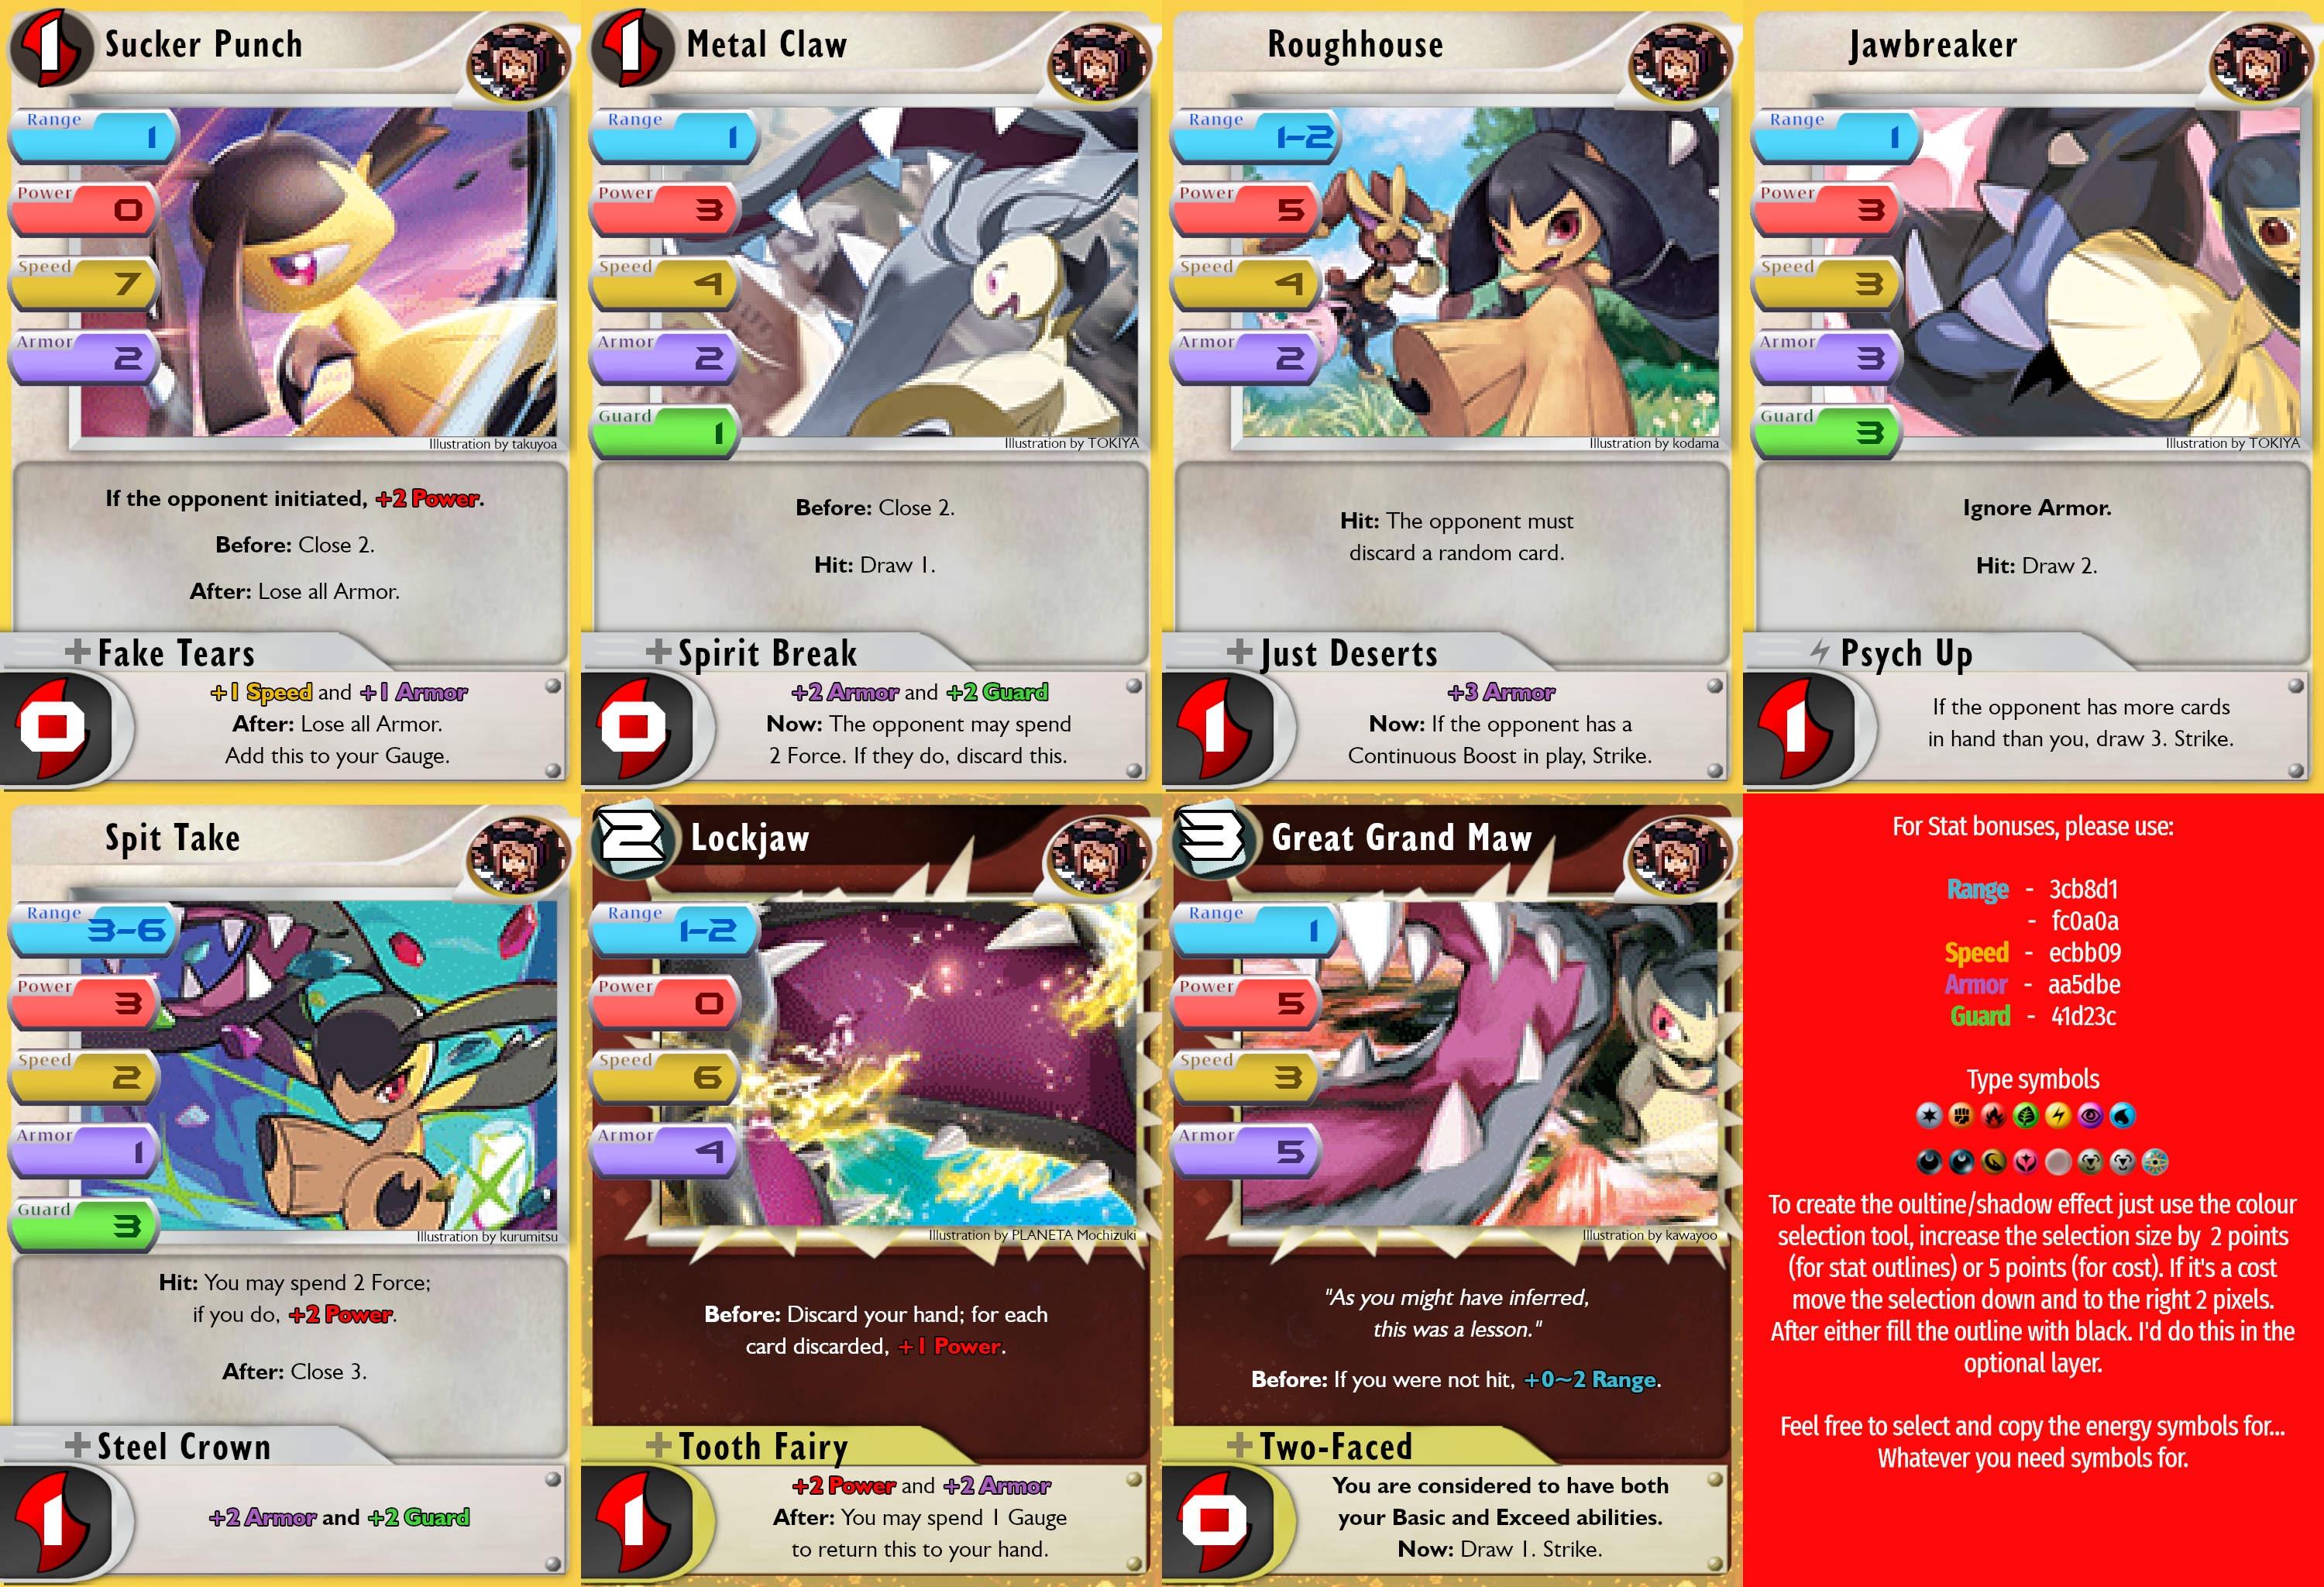 1 Sucker Punch
Range 1
Power 0
Speed 7
Armor 2
Illustration by takuyoa
If the opponent initiated, +2 Power.
Before: Close 2.
After: Lose all Armor.
+ Fake Tears
0
+1 Speed and +1 Armor
After: Lose all Armor.
Add this to your Gauge.
1 Metal Claw
Range 1
Power 3
Speed 4
Armor 2
Guard 1
Illustration by TOKIYA
Before: Close 2.
Hit: Draw 1.
+ Spirit Break
0
+2 Armor and +2 Guard
Now: The opponent may spend
2 Force. If they do, discard this.
Roughhouse
Range 1-2
Power 5
Speed 4
Armor 2
Illustration by kodama
Hit: The opponent must
discard a random card.
+ Just Deserts
1
+3 Armor
Now: If the opponent has a
Continuous Boost in play, Strike.
Jawbreaker
Range 1
Power 3
Speed 3
Armor 3
Guard 3
Illustration by TOKIYA
Ignore Armor.
Hit: Draw 2.
Psych Up
1
If the opponent has more cards
in hand than you, draw 3. Strike.
Spit Take
Range 3-6
Power 3
Speed 2
Armor 1
Guard 3
Illustration by kurumitsu
Hit: You may spend 2 Force;
if you do, +2 Power.
After: Close 3.
+ Steel Crown
1
+2 Armor and +2 Guard
2 Lockjaw
Range 1-2
Power 0
Speed 6
Armor 4
Illustration by PLANETA Mochizuki
Before: Discard your hand; for each
card discarded, +1 Power.
+ Tooth Fairy
1
+2 Power and +2 Armor
After: You may spend 1 Gauge
to return this to your hand.
3 Great Grand Maw
Range 1
Power 5
Speed 3
Armor 5
Illustration by kawayoo
"As you might have inferred,
this was a lesson."
Before: If you were not hit, +0~2 Range.
+ Two-Faced
0
You are considered to have both
your Basic and Exceed abilities.
Now: Draw 1. Strike.
For Stat bonuses, please use:
Range - 3cb8d1
- fc0a0a
Speed - ecbb09
Armor - aa5dbe
Guard - 41d23c
Type symbols
To create the oultine/shadow effect just use the colour
selection tool, increase the selection size by 2 points
(for stat outlines) or 5 points (for cost). If it's a cost
move the selection down and to the right 2 pixels.
After either fill the outline with black. I'd do this in the
optional layer.
Feel free to select and copy the energy symbols for...
Whatever you need symbols for.